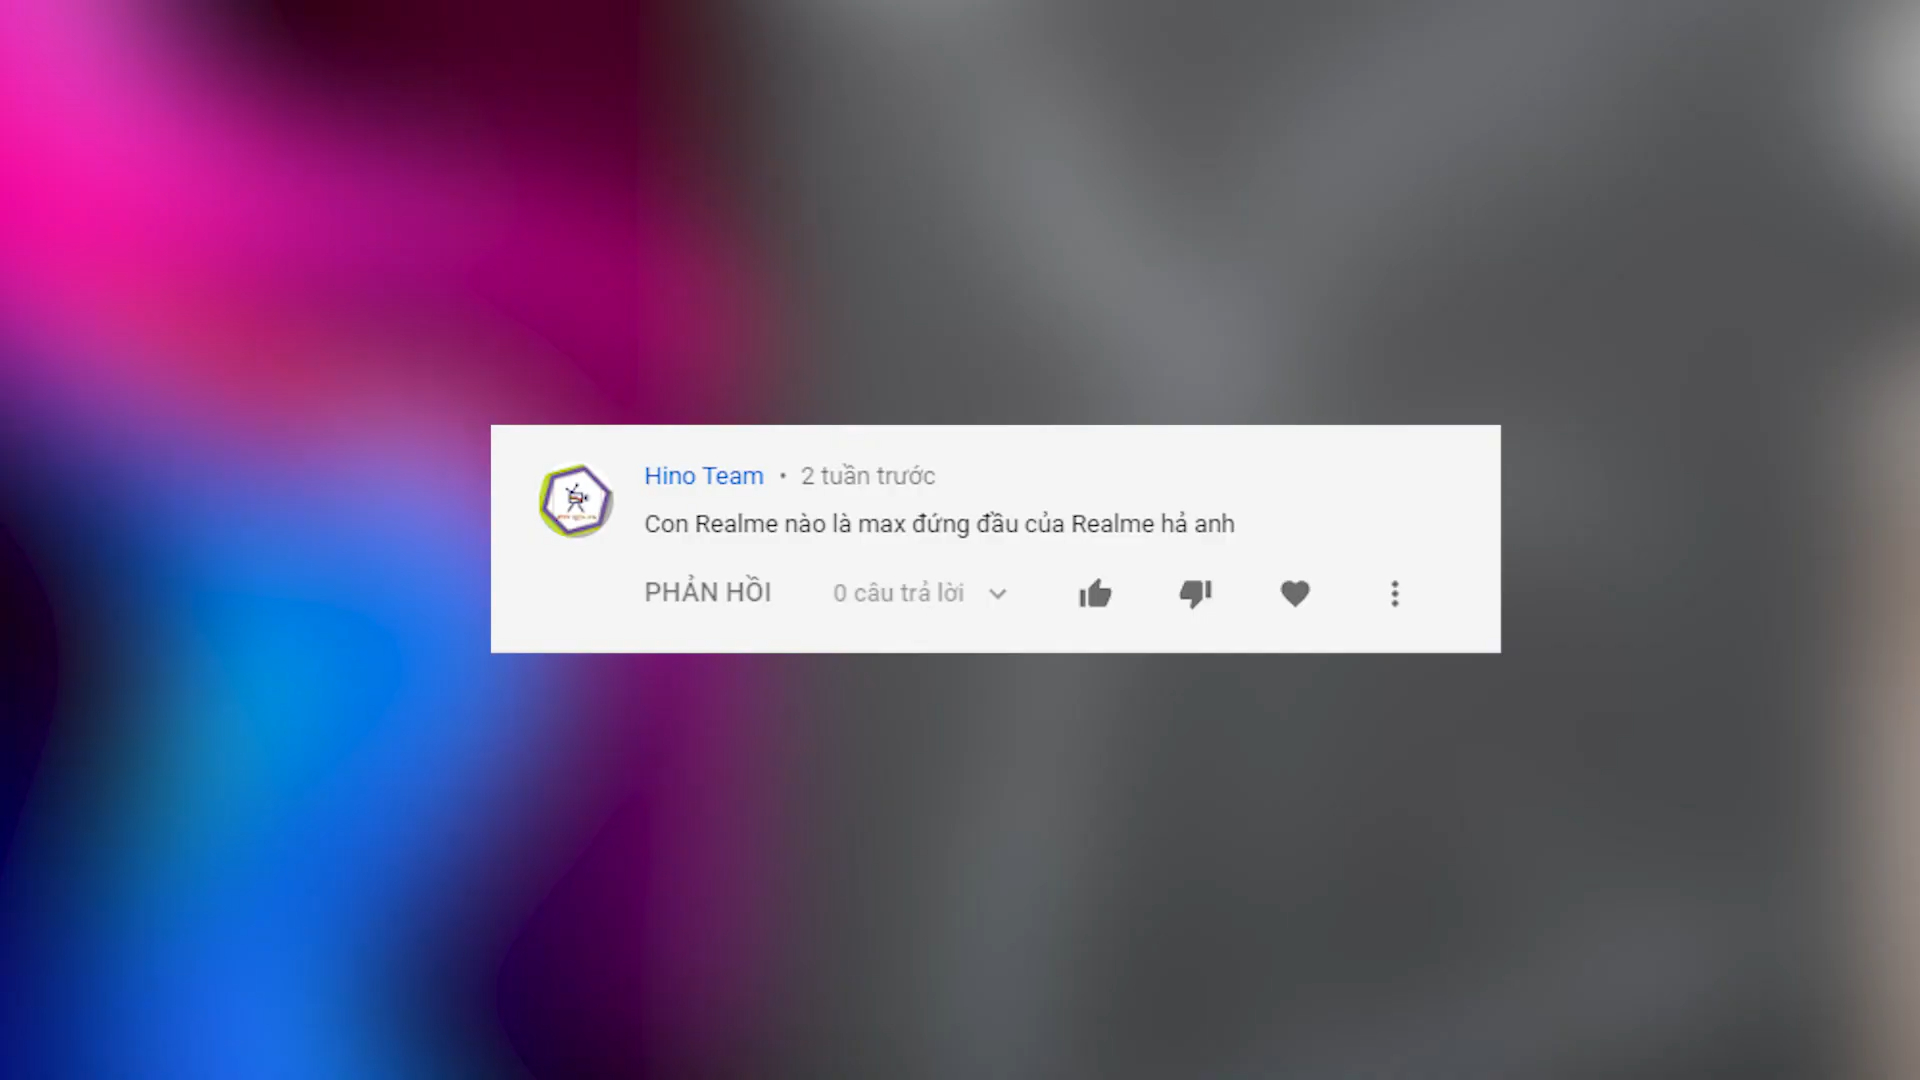 Hino Team • 2 tuần trước
Con Realme nào là max đứng đầu của Realme hả anh
PHẢN HỒI 0 câu trả lời